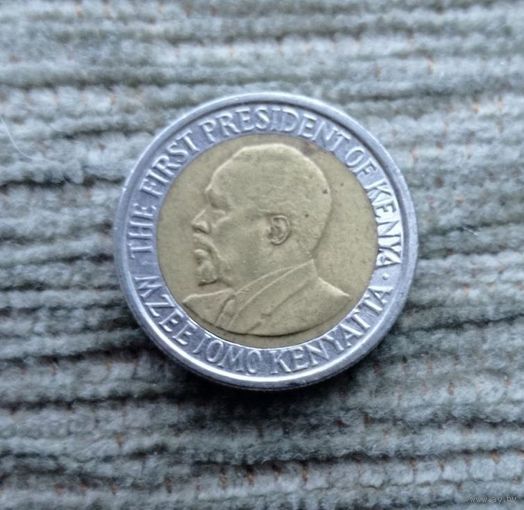 THE FIRST PRESIDENT OF KENYA ·
MZEE JOMO KENYATTA